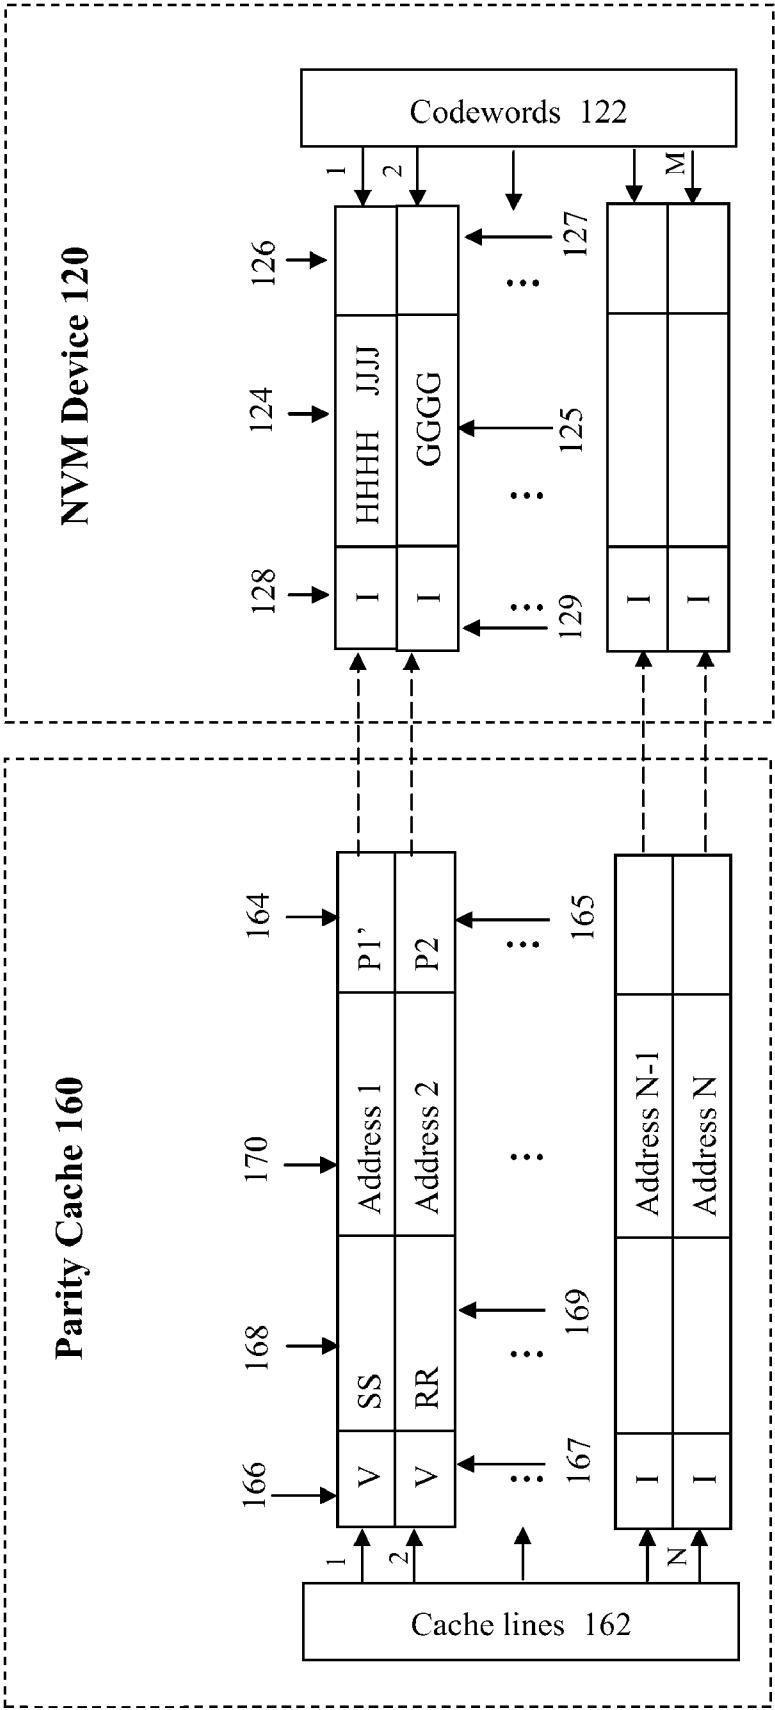 Parity Cache 160
166 168 170 164
Cache lines 162
1 V SS Address 1 P1'
2 V RR Address 2 P2
... ... ... ...
167 169 165
I Address N-1
N I Address N
NVM Device 120
128 124 126
Codewords 122
I HHHH JJJJ 1
I GGGG 2
... ... ...
129 125 127
I
I M